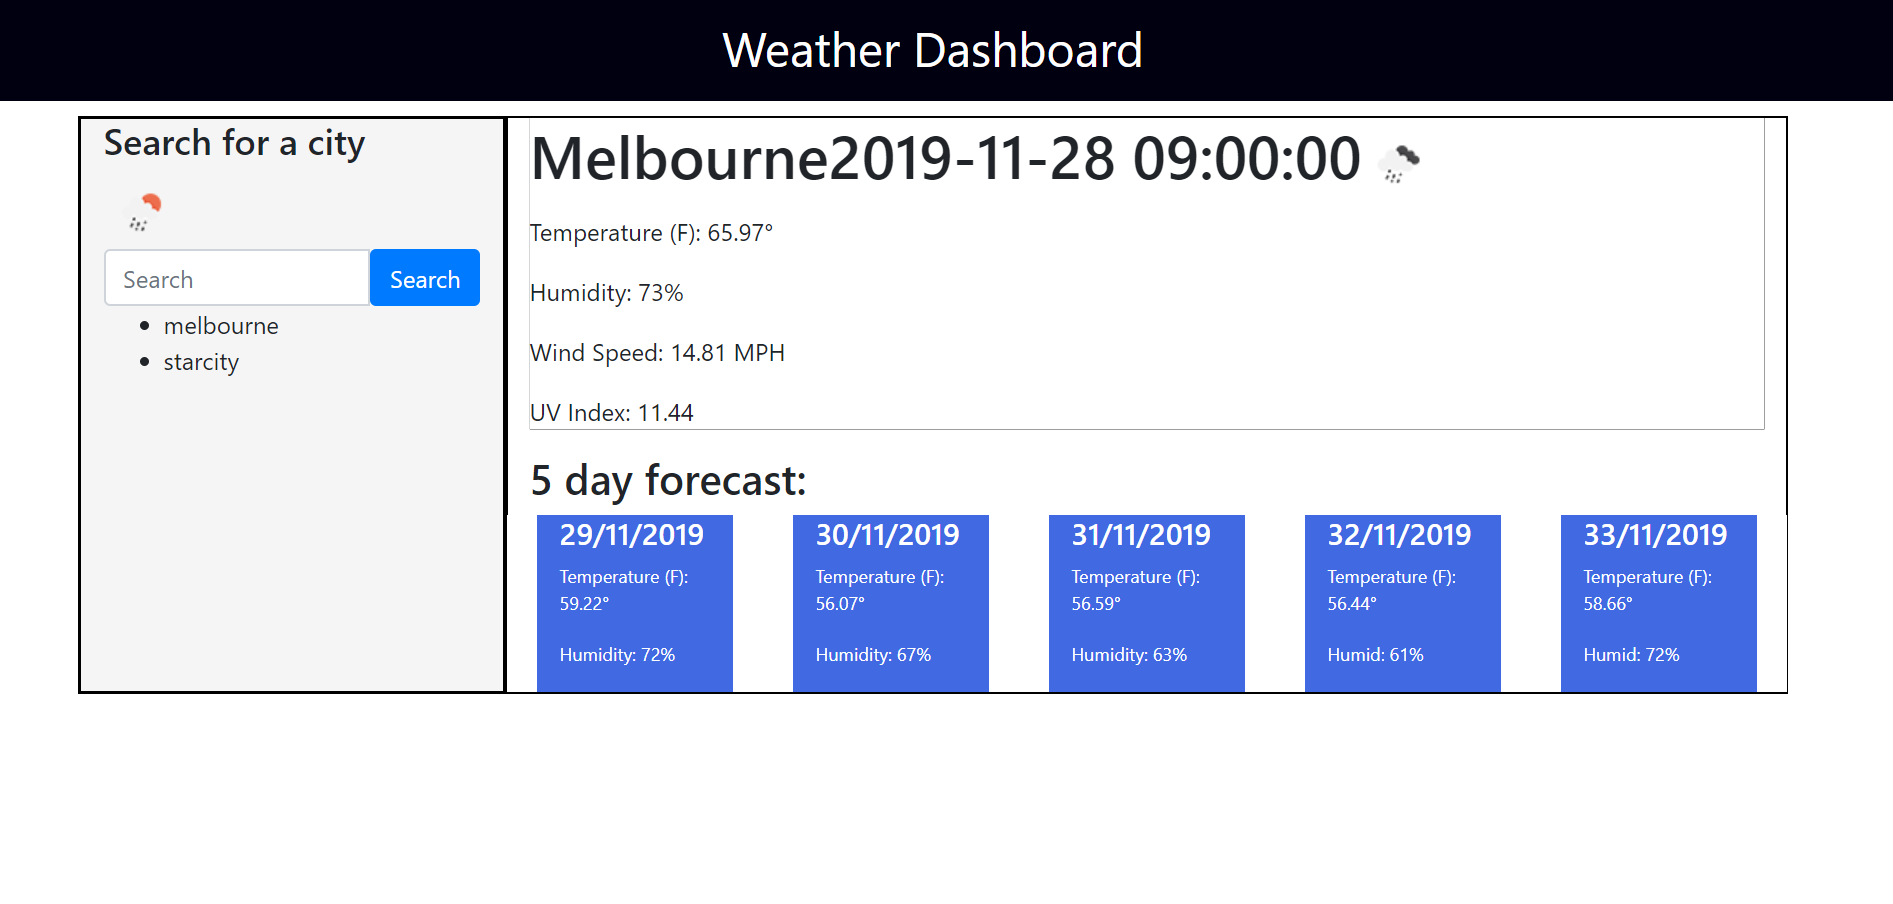 Weather Dashboard
Search for a city
Search
Search
melbourne
starcity
Melbourne2019-11-28 09:00:00
Temperature (F): 65.97°
Humidity: 73%
Wind Speed: 14.81 MPH
UV Index: 11.44
5 day forecast:
29/11/2019
Temperature (F):
59.22°
Humidity: 72%
30/11/2019
Temperature (F):
56.07°
Humidity: 67%
31/11/2019
Temperature (F):
56.59°
Humidity: 63%
32/11/2019
Temperature (F):
56.44°
Humid: 61%
33/11/2019
Temperature (F):
58.66°
Humid: 72%